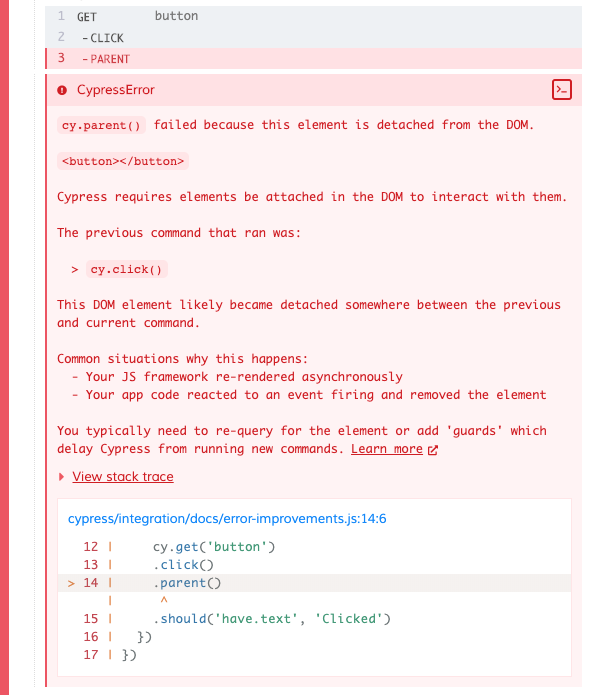 1 GET button
2 -CLICK
3 -PARENT
CypressError
cy.parent() failed because this element is detached from the DOM.
<button></button>
Cypress requires elements be attached in the DOM to interact with them.
The previous command that ran was:
> cy.click()
This DOM element likely became detached somewhere between the previous
and current command.
Common situations why this happens:
- Your JS framework re-rendered asynchronously
- Your app code reacted to an event firing and removed the element
You typically need to re-query for the element or add 'guards' which
delay Cypress from running new commands. Learn more
View stack trace
cypress/integration/docs/error-improvements.js:14:6
12 | cy.get('button')
13 | .click()
> 14 | .parent()
| ^
15 | .should('have.text', 'Clicked')
16 | })
17 | })